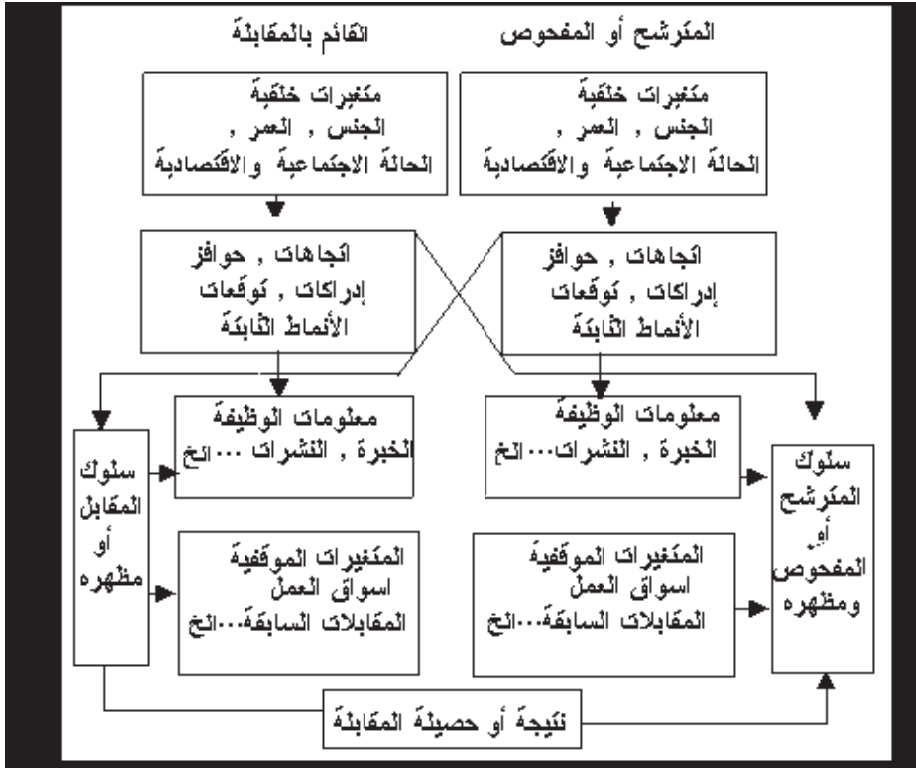 المترشح أو المفحوص
القائم بالمقابلة
متغيرات خلفية
الجنس , العمر ,
الحالة الاجتماعية والاقتصادية
متغيرات خلفية
الجنس , العمر ,
الحالة الاجتماعية والاقتصادية
اتجاهات , حوافز
إدراكات , توقعات
الأنماط الثابتة
اتجاهات , حوافز
إدراكات , توقعات
الأنماط الثابتة
معلومات الوظيفة
الخبرة , النشرات...الخ
معلومات الوظيفة
الخبرة , النشرات ...الخ
سلوك
المترشح
أو
المفحوص
ومظهره
المتغيرات الموقفية
اسواق العمل
المقابلات السابقة...الخ
المتغيرات الموقفية
اسواق العمل
المقابلات السابقة...الخ
سلوك
المقابل
أو
مظهره
نتيجة أو حصيلة المقابلة